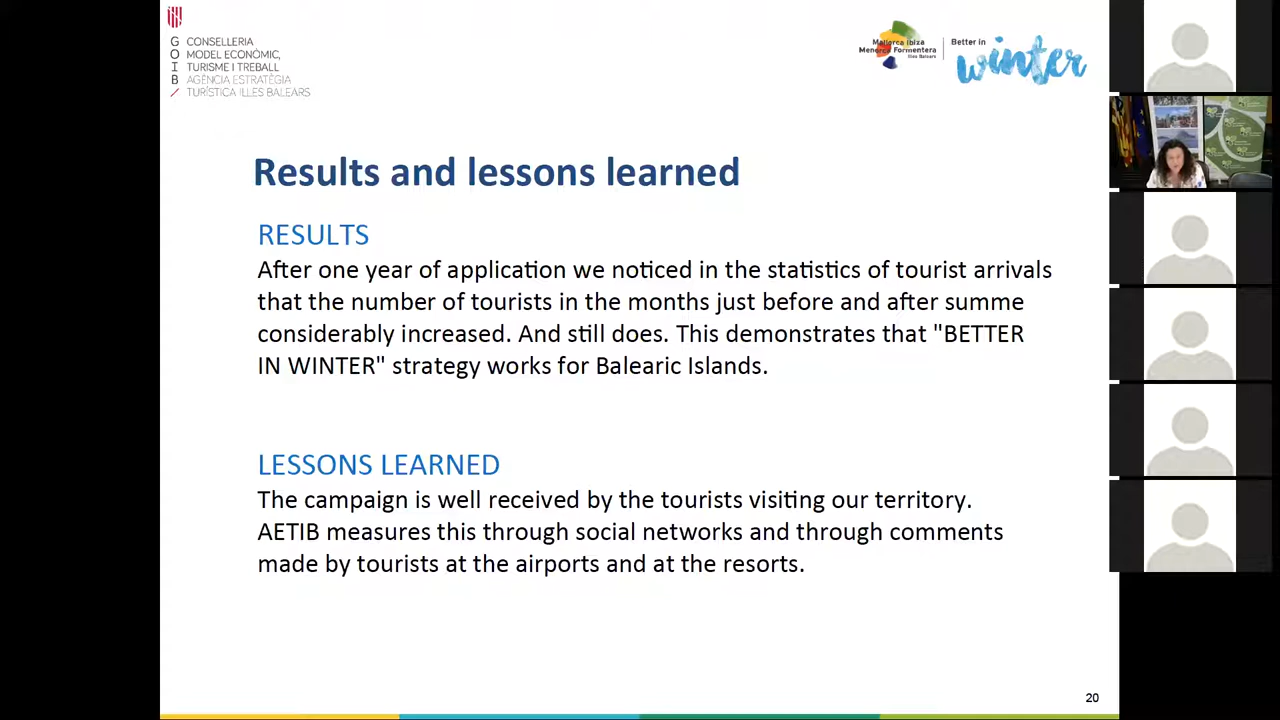 G CONSELLERIA
O MODEL ECONÒMIC,
I TURISME I TREBALL
B AGÈNCIA ESTRATÈGIA
/ TURÍSTICA ILLES BALEARS
Mallorca Ibiza
Menorca Formentera
Illes Balears
Better in
winter
Results and lessons learned
RESULTS
After one year of application we noticed in the statistics of tourist arrivals
that the number of tourists in the months just before and after summe
considerably increased. And still does. This demonstrates that "BETTER
IN WINTER" strategy works for Balearic Islands.
LESSONS LEARNED
The campaign is well received by the tourists visiting our territory.
AETIB measures this through social networks and through comments
made by tourists at the airports and at the resorts.
20